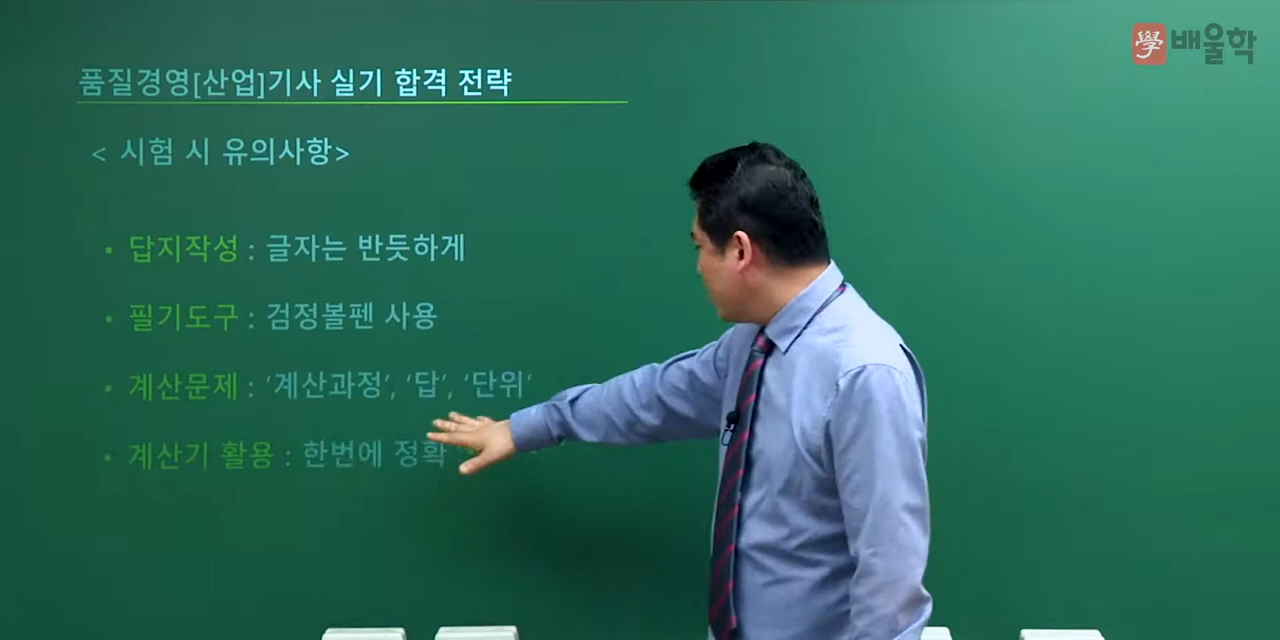 學 배울학
품질경영[산업]기사 실기 합격 전략
< 시험 시 유의사항>
• 답지작성 : 글자는 반듯하게
• 필기도구 : 검정볼펜 사용
• 계산문제 : ‘계산과정’, ‘답’, ‘단위’
• 계산기 활용 : 한번에 정확